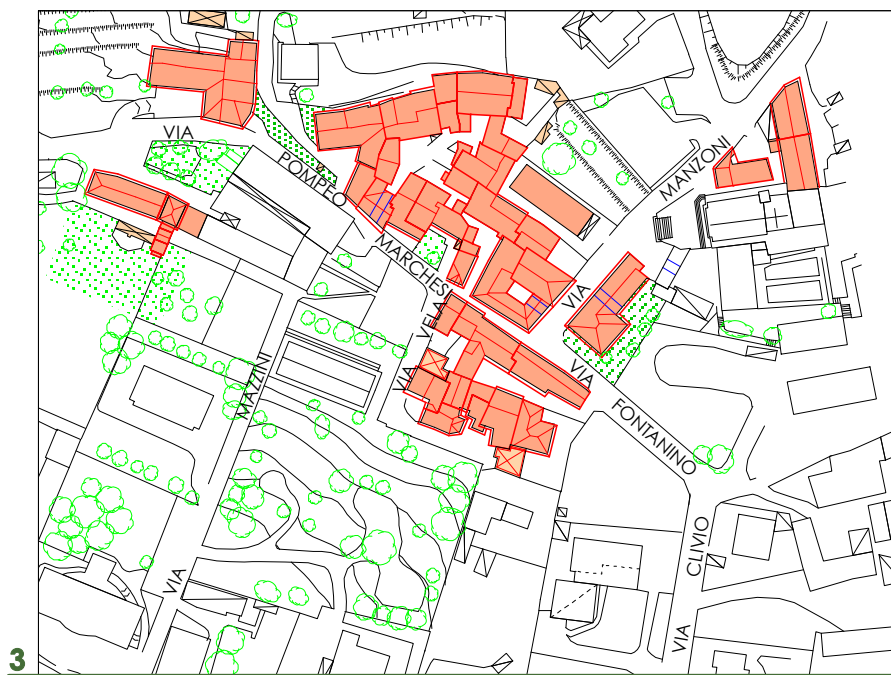 VIA POMPEO MARCHESI
VIA MANZONI
VIA VELA
VIA FONTANINO
VIA MAZZINI
VIA CLIVIO
3